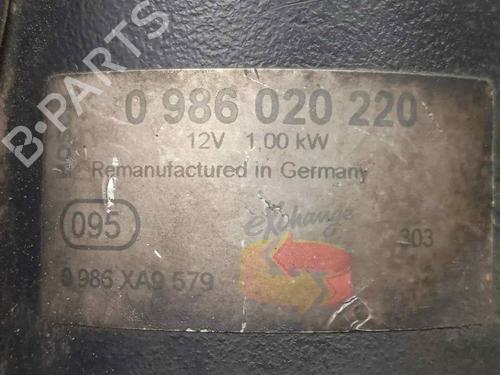 B-PARTS
0 986 020 220
12V 1,00 kW
Remanufactured in Germany
095
eXchange
303
0 986 XA9 579